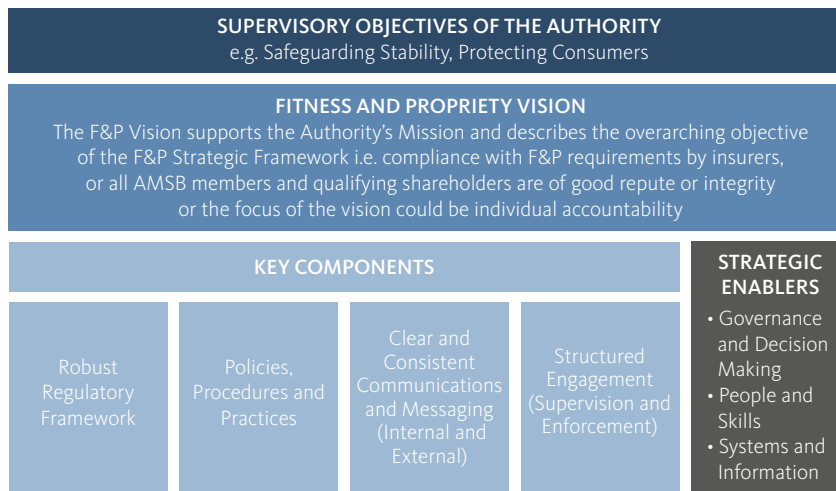 SUPERVISORY OBJECTIVES OF THE AUTHORITY
e.g. Safeguarding Stability, Protecting Consumers
FITNESS AND PROPRIETY VISION
The F&P Vision supports the Authority's Mission and describes the overarching objective
of the F&P Strategic Framework i.e. compliance with F&P requirements by insurers,
or all AMSB members and qualifying shareholders are of good repute or integrity
or the focus of the vision could be individual accountability
KEY COMPONENTS
Robust
Regulatory
Framework
Policies,
Procedures and
Practices
Clear and
Consistent
Communications
and Messaging
(Internal and
External)
Structured
Engagement
(Supervision and
Enforcement)
STRATEGIC
ENABLERS
• Governance
and Decision
Making
• People and
Skills
• Systems and
Information